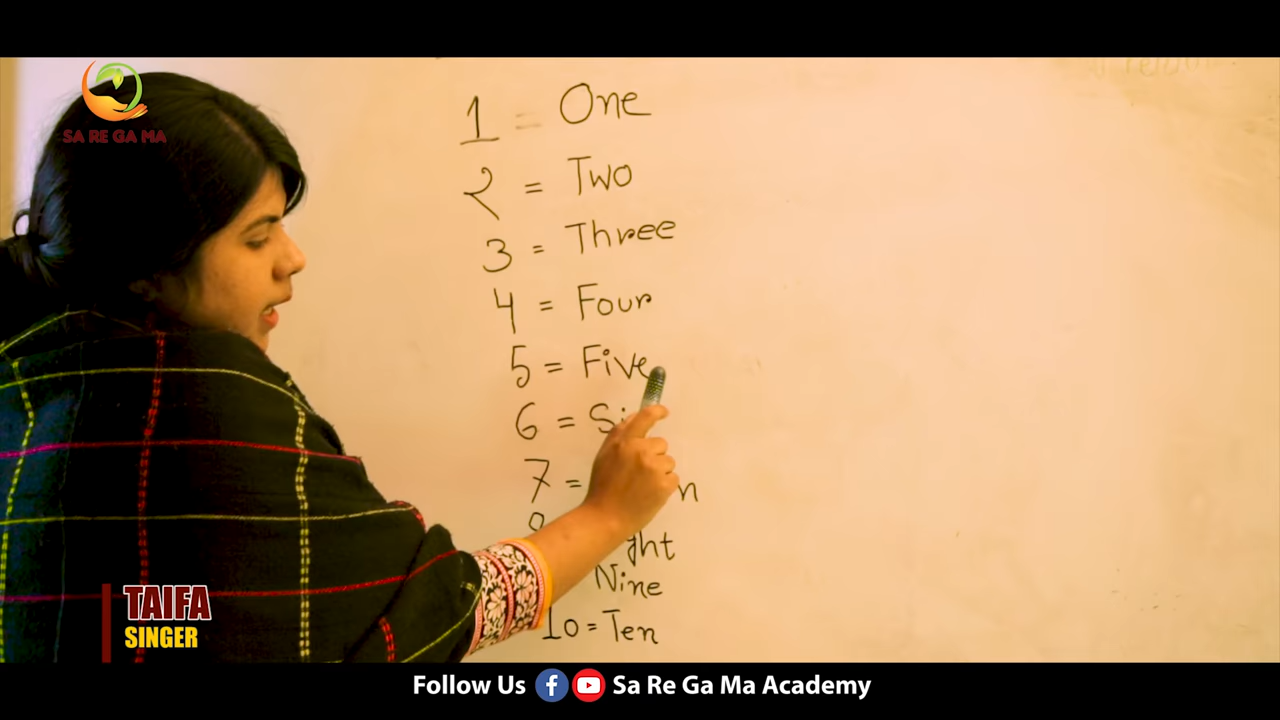 SA RE GA MA
1 = One
2 = Two
3 = Three
4 = Four
5 = Five
6 =
7 =
Nine
10 = Ten
TAIFA
SINGER
Follow Us Sa Re Ga Ma Academy